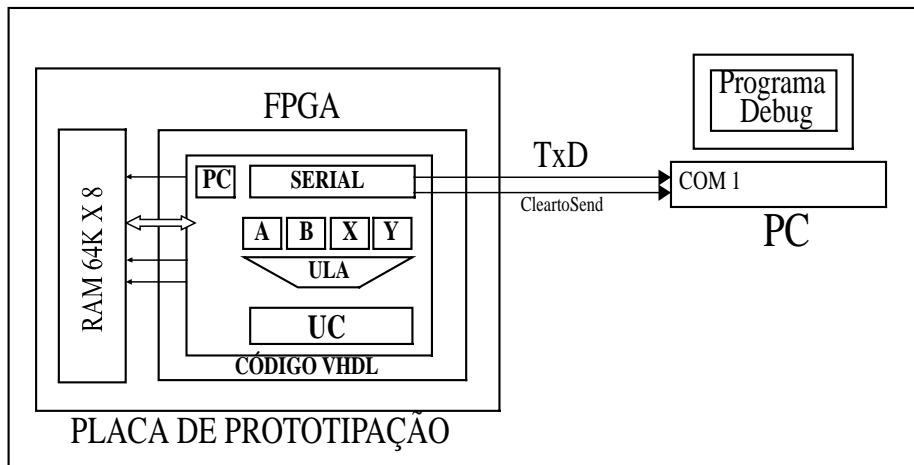 Programa
Debug
FPGA
TxD
PC
SERIAL
COM 1
CleartoSend
PC
A B X Y
RAM 64K X 8
ULA
UC
CÓDIGO VHDL
PLACA DE PROTOTIPAÇÃO